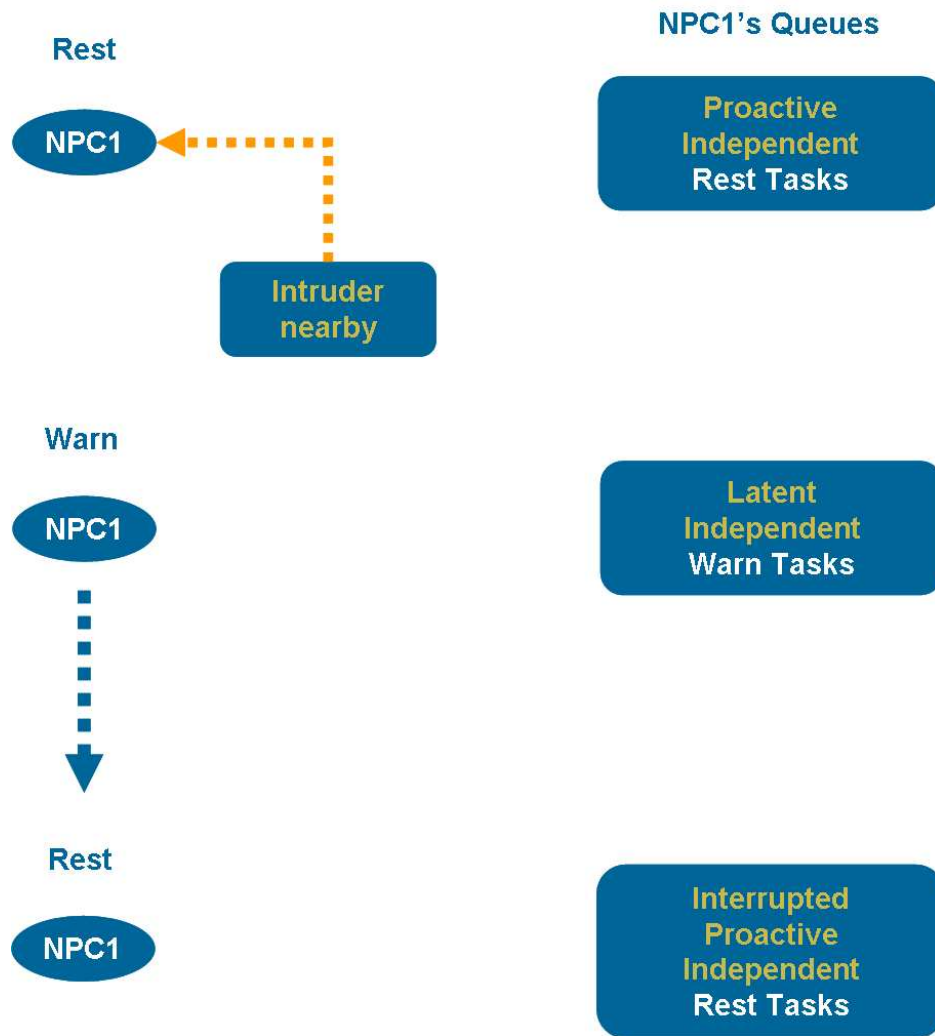 NPC1's Queues
Rest
NPC1
Proactive
Independent
Rest Tasks
Intruder
nearby
Warn
NPC1
Latent
Independent
Warn Tasks
Rest
NPC1
Interrupted
Proactive
Independent
Rest Tasks